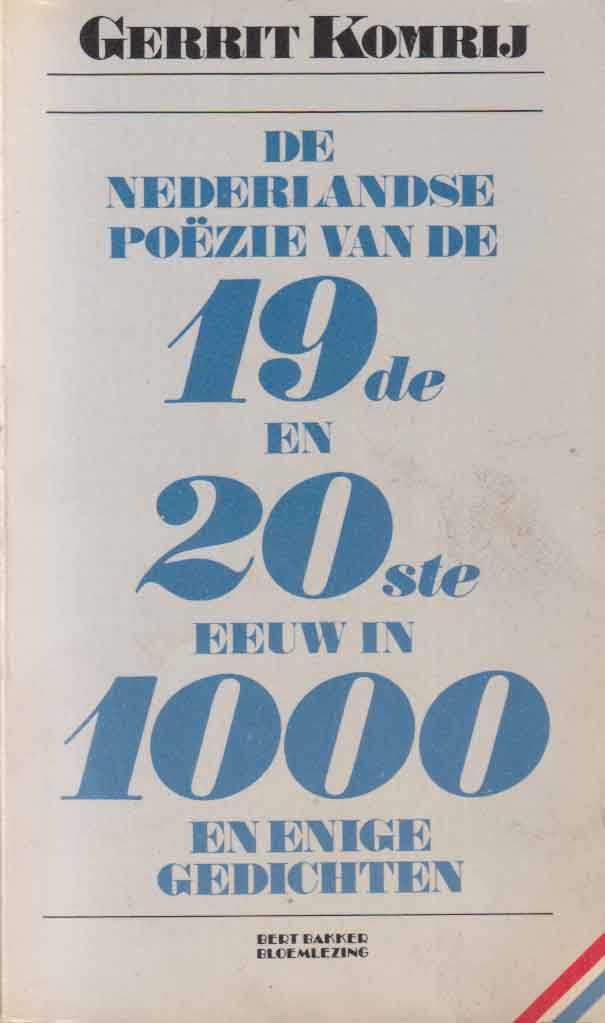 GERRIT KOMRIJ
DE
NEDERLANDSE
POËZIE VAN DE
19de
EN
20ste
EEUW IN
1000
EN ENIGE
GEDICHTEN
BERT BAKKER
BLOEMLEZING